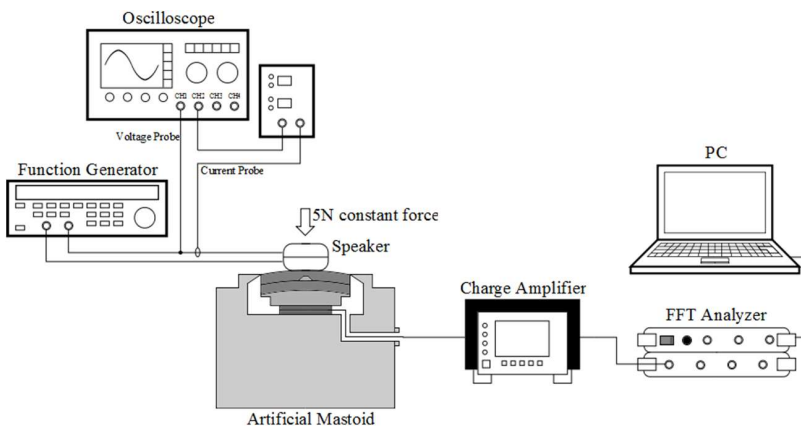 Oscilloscope
CH1 CH2 CH3 CH4
Voltage Probe
Current Probe
Function Generator
5N constant force
Speaker
PC
Charge Amplifier
FFT Analyzer
Artificial Mastoid